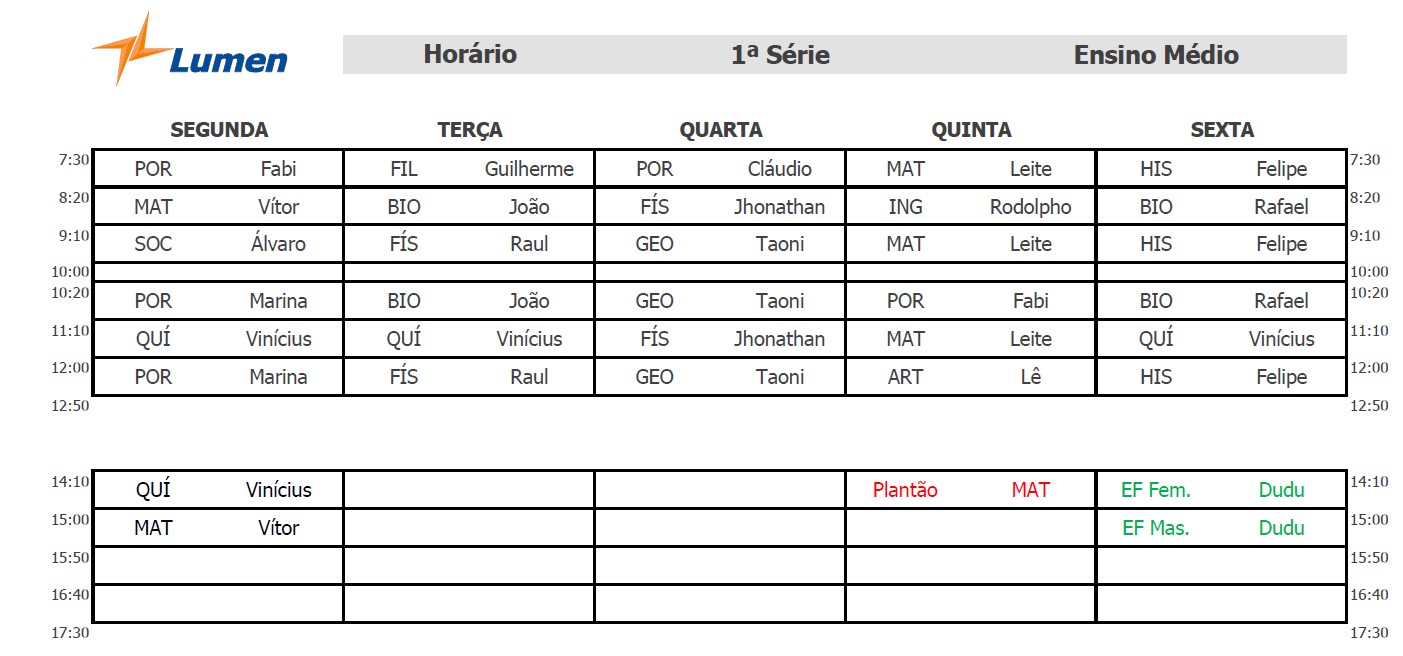 Lumen
Horário 1ª Série Ensino Médio
SEGUNDA TERÇA QUARTA QUINTA SEXTA
7:30 POR Fabi FIL Guilherme POR Cláudio MAT Leite HIS Felipe 7:30
8:20 MAT Vítor BIO João FÍS Jhonathan ING Rodolpho BIO Rafael 8:20
9:10 SOC Álvaro FÍS Raul GEO Taoni MAT Leite HIS Felipe 9:10
10:00 10:00
10:20 POR Marina BIO João GEO Taoni POR Fabi BIO Rafael 10:20
11:10 QUÍ Vinícius QUÍ Vinícius FÍS Jhonathan MAT Leite QUÍ Vinícius 11:10
12:00 POR Marina FÍS Raul GEO Taoni ART Lê HIS Felipe 12:00
12:50 12:50
14:10 QUÍ Vinícius Plantão MAT EF Fem. Dudu 14:10
15:00 MAT Vítor EF Mas. Dudu 15:00
15:50 15:50
16:40 16:40
17:30 17:30